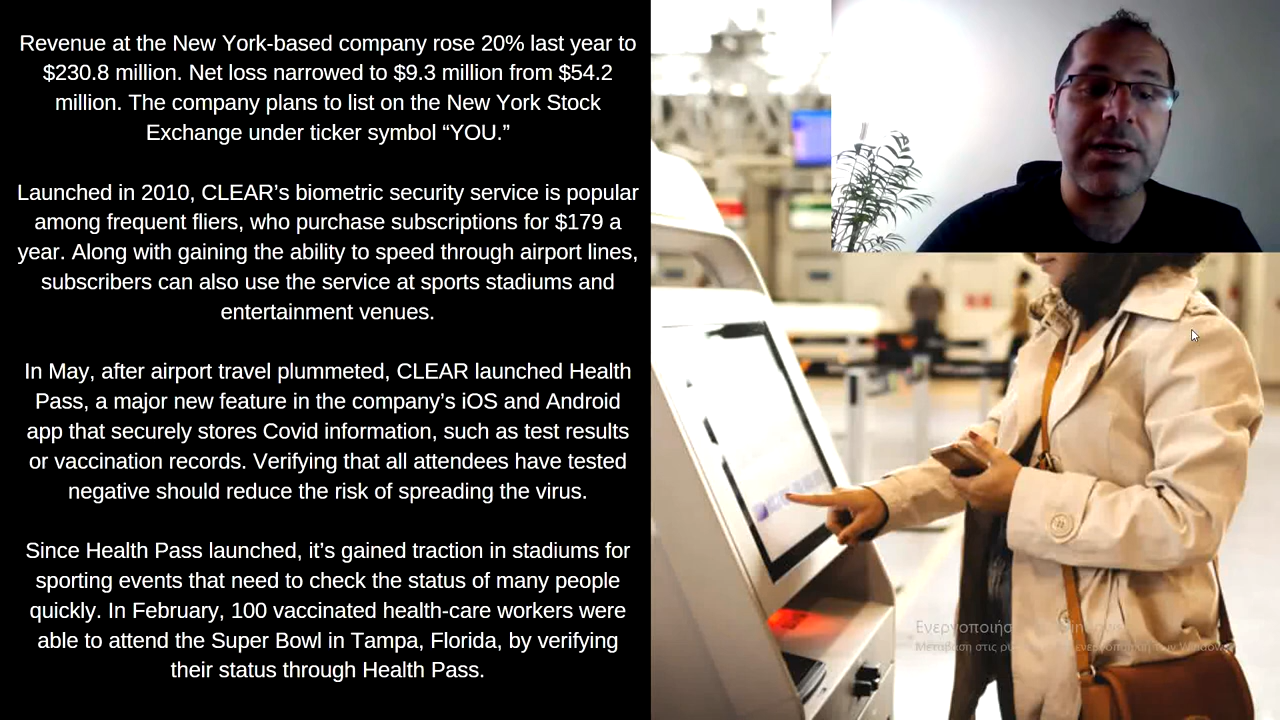 Revenue at the New York-based company rose 20% last year to
$230.8 million. Net loss narrowed to $9.3 million from $54.2
million. The company plans to list on the New York Stock
Exchange under ticker symbol “YOU.”
Launched in 2010, CLEAR’s biometric security service is popular
among frequent fliers, who purchase subscriptions for $179 a
year. Along with gaining the ability to speed through airport lines,
subscribers can also use the service at sports stadiums and
entertainment venues.
In May, after airport travel plummeted, CLEAR launched Health
Pass, a major new feature in the company’s iOS and Android
app that securely stores Covid information, such as test results
or vaccination records. Verifying that all attendees have tested
negative should reduce the risk of spreading the virus.
Since Health Pass launched, it’s gained traction in stadiums for
sporting events that need to check the status of many people
quickly. In February, 100 vaccinated health-care workers were
able to attend the Super Bowl in Tampa, Florida, by verifying
their status through Health Pass.
Μετάβαση στις ενεργοποίηση των Windows